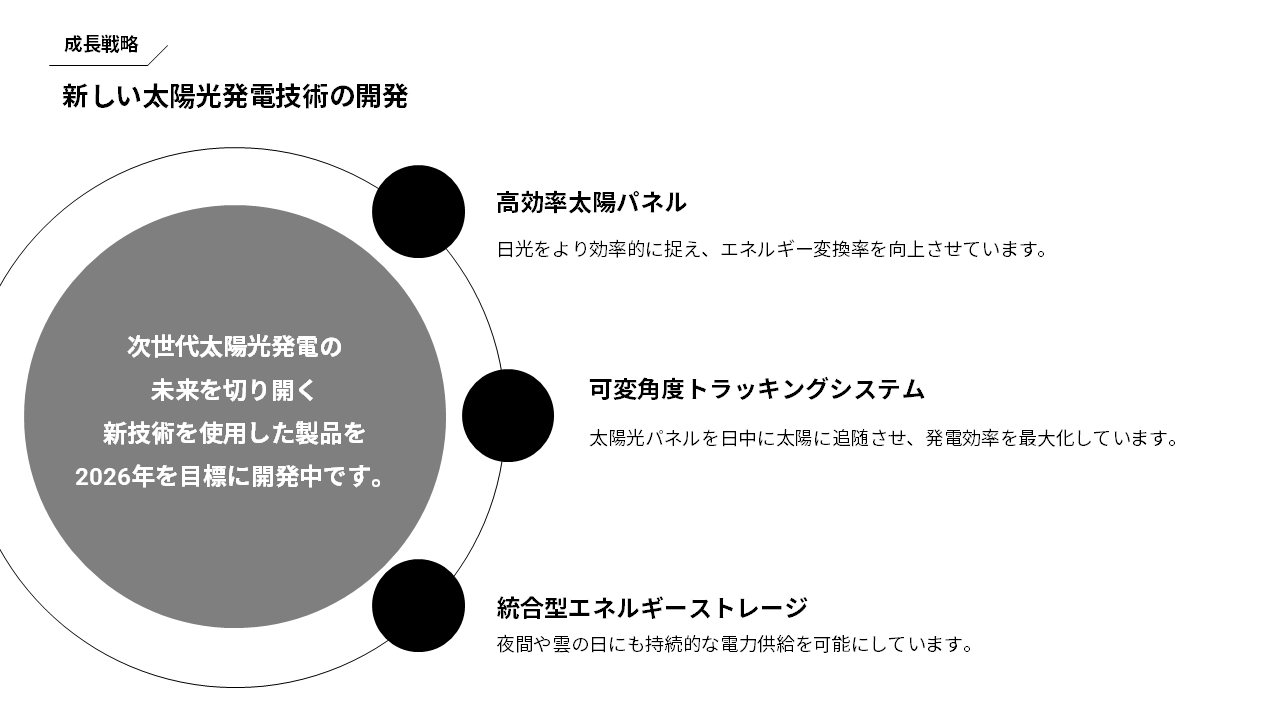 成長戦略
新しい太陽光発電技術の開発
次世代太陽光発電の
未来を切り開く
新技術を使用した製品を
2026年を目標に開発中です。
高効率太陽パネル
日光をより効率的に捉え、エネルギー変換率を向上させています。
可変角度トラッキングシステム
太陽光パネルを日中に太陽に追随させ、発電効率を最大化しています。
統合型エネルギーストレージ
夜間や雲の日にも持続的な電力供給を可能にしています。